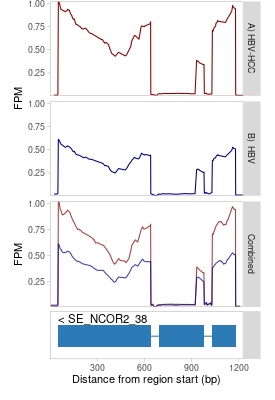 1.00
0.75
0.50
0.25
FPM
A) HBV-HCC
1.00
0.75
0.50
0.25
FPM
B) HBV
1.00
0.75
0.50
0.25
FPM
Combined
< SE_NCOR2_38
300 600 900 1200
Distance from region start (bp)